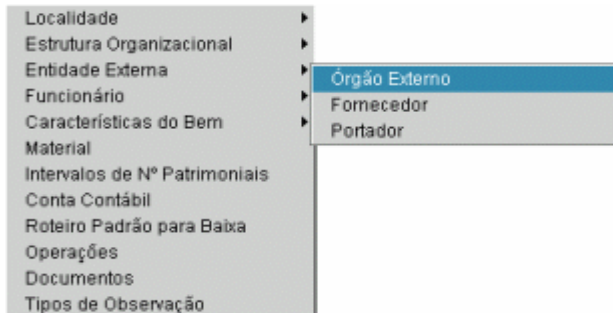 Localidade
Estrutura Organizacional
Entidade Externa
Funcionário
Características do Bem
Material
Intervalos de Nº Patrimoniais
Conta Contábil
Roteiro Padrão para Baixa
Operações
Documentos
Tipos de Observação
Órgão Externo
Fornecedor
Portador